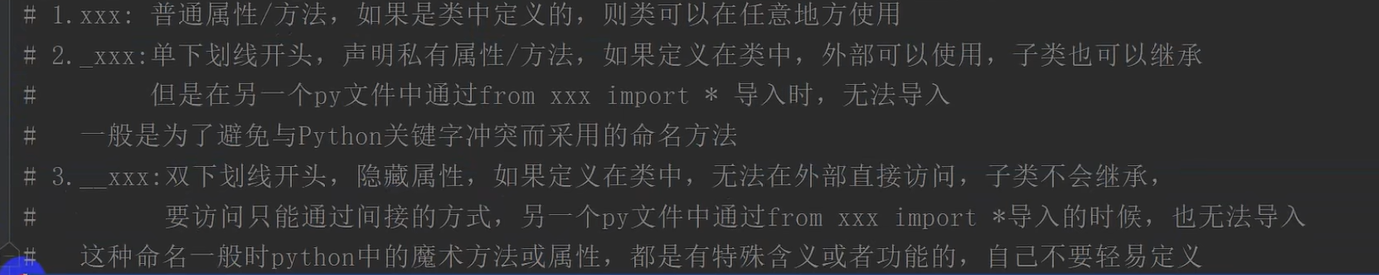 # 1.xxx: 普通属性/方法，如果是类中定义的，则类可以在任意地方使用
# 2._xxx:单下划线开头，声明私有属性/方法，如果定义在类中，外部可以使用，子类也可以继承
#        但是在另一个py文件中通过from xxx import * 导入时，无法导入
#   一般是为了避免与Python关键字冲突而采用的命名方法
# 3.__xxx:双下划线开头，隐藏属性，如果定义在类中，无法在外部直接访问，子类不会继承，
#         要访问只能通过间接的方式，另一个py文件中通过from xxx import *导入的时候，也无法导入
#   这种命名一般时python中的魔术方法或属性，都是有特殊含义或者功能的，自己不要轻易定义